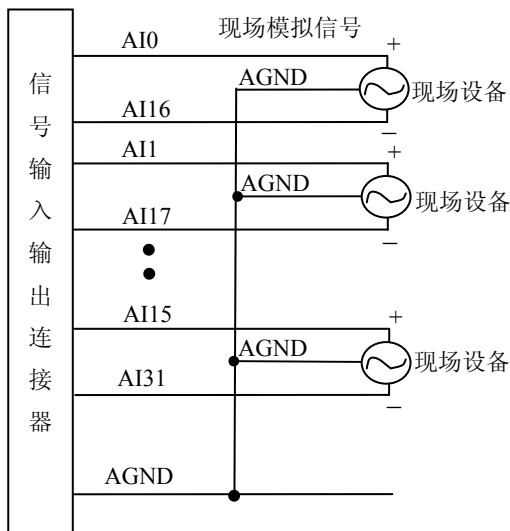 信号输入输出连接器
现场模拟信号
AI0
+
AGND
现场设备
AI16
−
AI1
+
AGND
现场设备
AI17
−
AI15
+
AGND
现场设备
AI31
−
AGND